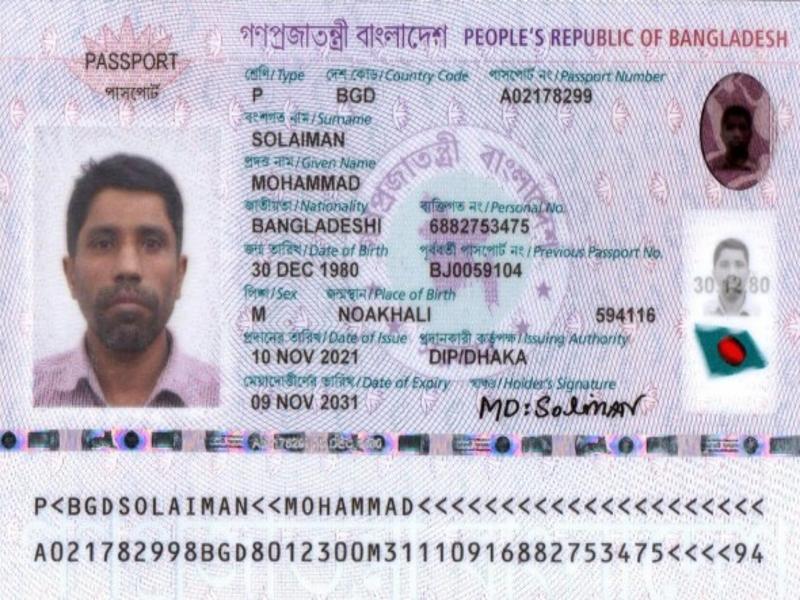 গণপ্রজাতন্ত্রী বাংলাদেশ PEOPLE'S REPUBLIC OF BANGLADESH
PASSPORT
পাসপোর্ট
শ্রেণি/Type দেশ কোড/Country Code পাসপোর্ট নং/Passport Number
P BGD A02178299
বংশগত নাম/Surname
SOLAIMAN
প্রদত্ত নাম/Given Name
MOHAMMAD
জাতীয়তা/Nationality ব্যক্তিগত নং/Personal No.
BANGLADESHI 6882753475
জন্ম তারিখ/Date of Birth পূর্ববর্তী পাসপোর্ট নং/Previous Passport No.
30 DEC 1980 BJ0059104
লিঙ্গ/Sex জন্মস্থান/Place of Birth
M NOAKHALI 594116
প্রদানের তারিখ/Date of Issue প্রদানকারী কর্তৃপক্ষ/Issuing Authority
10 NOV 2021 DIP/DHAKA
মেয়াদোত্তীর্ণের তারিখ/Date of Expiry স্বাক্ষর/Holder's Signature
09 NOV 2031 MD:SoliMAN
30.12.80
P<BGDSOLAIMAN<<MOHAMMAD<<<<<<<<<<<<<<<<<<<<<
A021782998BGD8012300M31110916882753475<<<<94